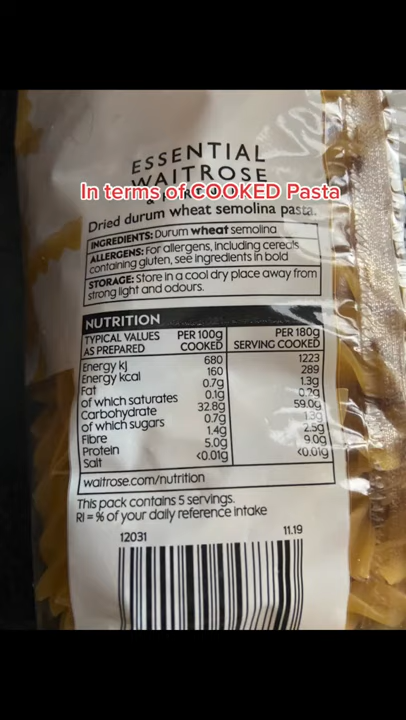 ESSENTIAL
WAITROSE
In terms of COOKED Pasta
Dried durum wheat semolina pasta.
INGREDIENTS: Durum wheat semolina
ALLERGENS: For allergens, including cereals
containing gluten, see ingredients in bold
STORAGE: Store in a cool dry place away from
strong light and odours.
NUTRITION
TYPICAL VALUES AS PREPARED PER 100g COOKED PER 180g SERVING COOKED
Energy kJ 680 1223
Energy kcal 160 289
Fat 0.7g 1.3g
of which saturates 0.1g 0.2g
Carbohydrate 32.8g 59.0g
of which sugars 0.7g 1.3g
Fibre 1.4g 2.5g
Protein 5.0g 9.0g
Salt <0.01g <0.01g
waitrose.com/nutrition
This pack contains 5 servings.
RI = % of your daily reference intake
12031 11.19